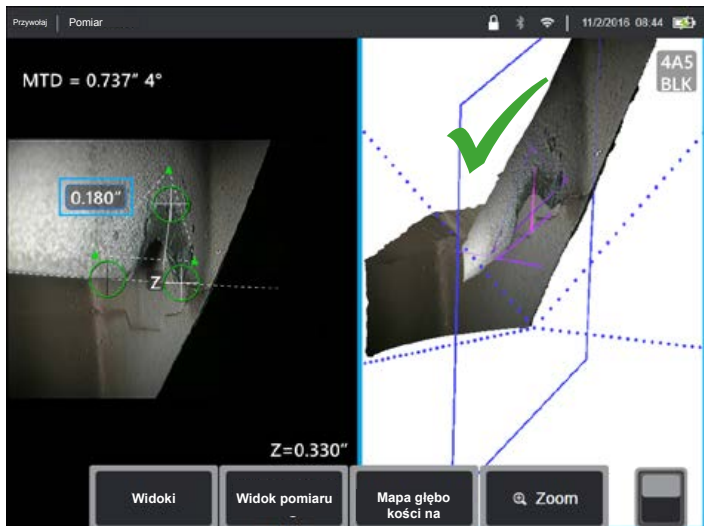 Przywołaj | Pomiar
11/2/2016 08:44
MTD = 0.737" 4°
4A5
BLK
0.180"
Z
Z=0.330"
Widoki
Widok pomiaru
Mapa głębo
kości na
Zoom